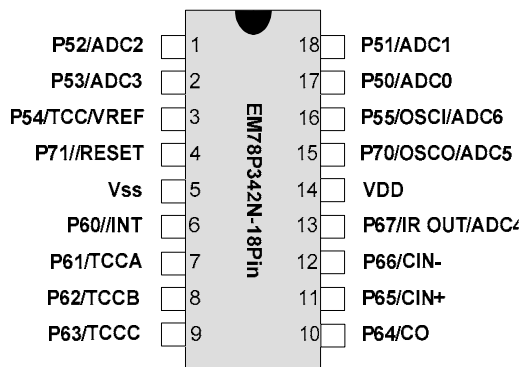 P52/ADC2 1 18 P51/ADC1
P53/ADC3 2 17 P50/ADC0
P54/TCC/VREF 3 16 P55/OSCI/ADC6
P71//RESET 4 15 P70/OSCO/ADC5
Vss 5 14 VDD
P60//INT 6 13 P67/IR OUT/ADC4
P61/TCCA 7 12 P66/CIN-
P62/TCCB 8 11 P65/CIN+
P63/TCCC 9 10 P64/CO
EM78P342N-18Pin